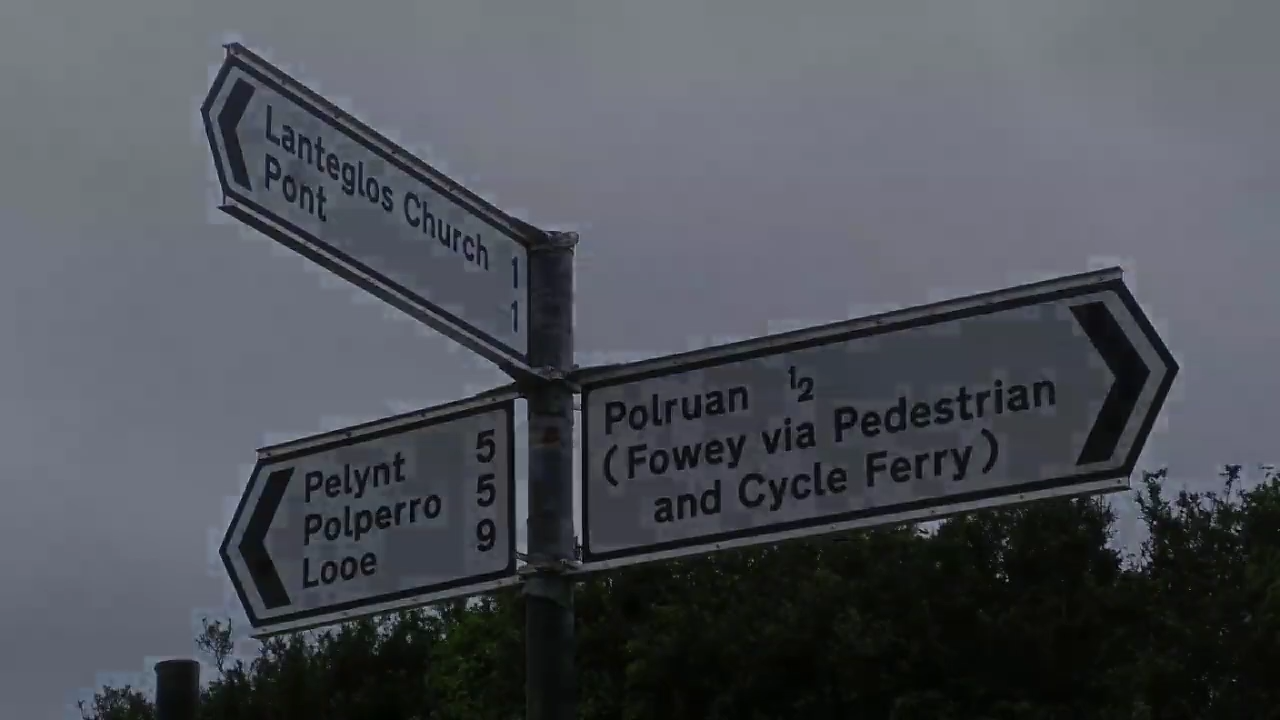 Lanteglos Church 1
Pont 1
Polruan ½
(Fowey via Pedestrian
and Cycle Ferry)
Pelynt 5
Polperro 5
Looe 9